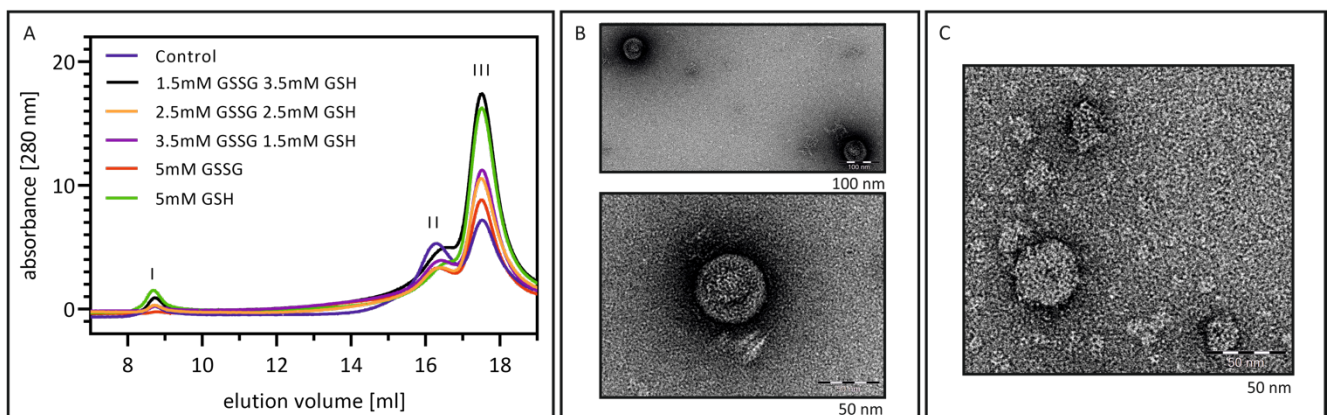 A
absorbance [280 nm]
20
10
0
Control
1.5mM GSSG 3.5mM GSH
2.5mM GSSG 2.5mM GSH
3.5mM GSSG 1.5mM GSH
5mM GSSG
5mM GSH
I
II
III
8 10 12 14 16 18
elution volume [ml]
B
100 nm
100 nm
50 nm
C
50 nm
50 nm